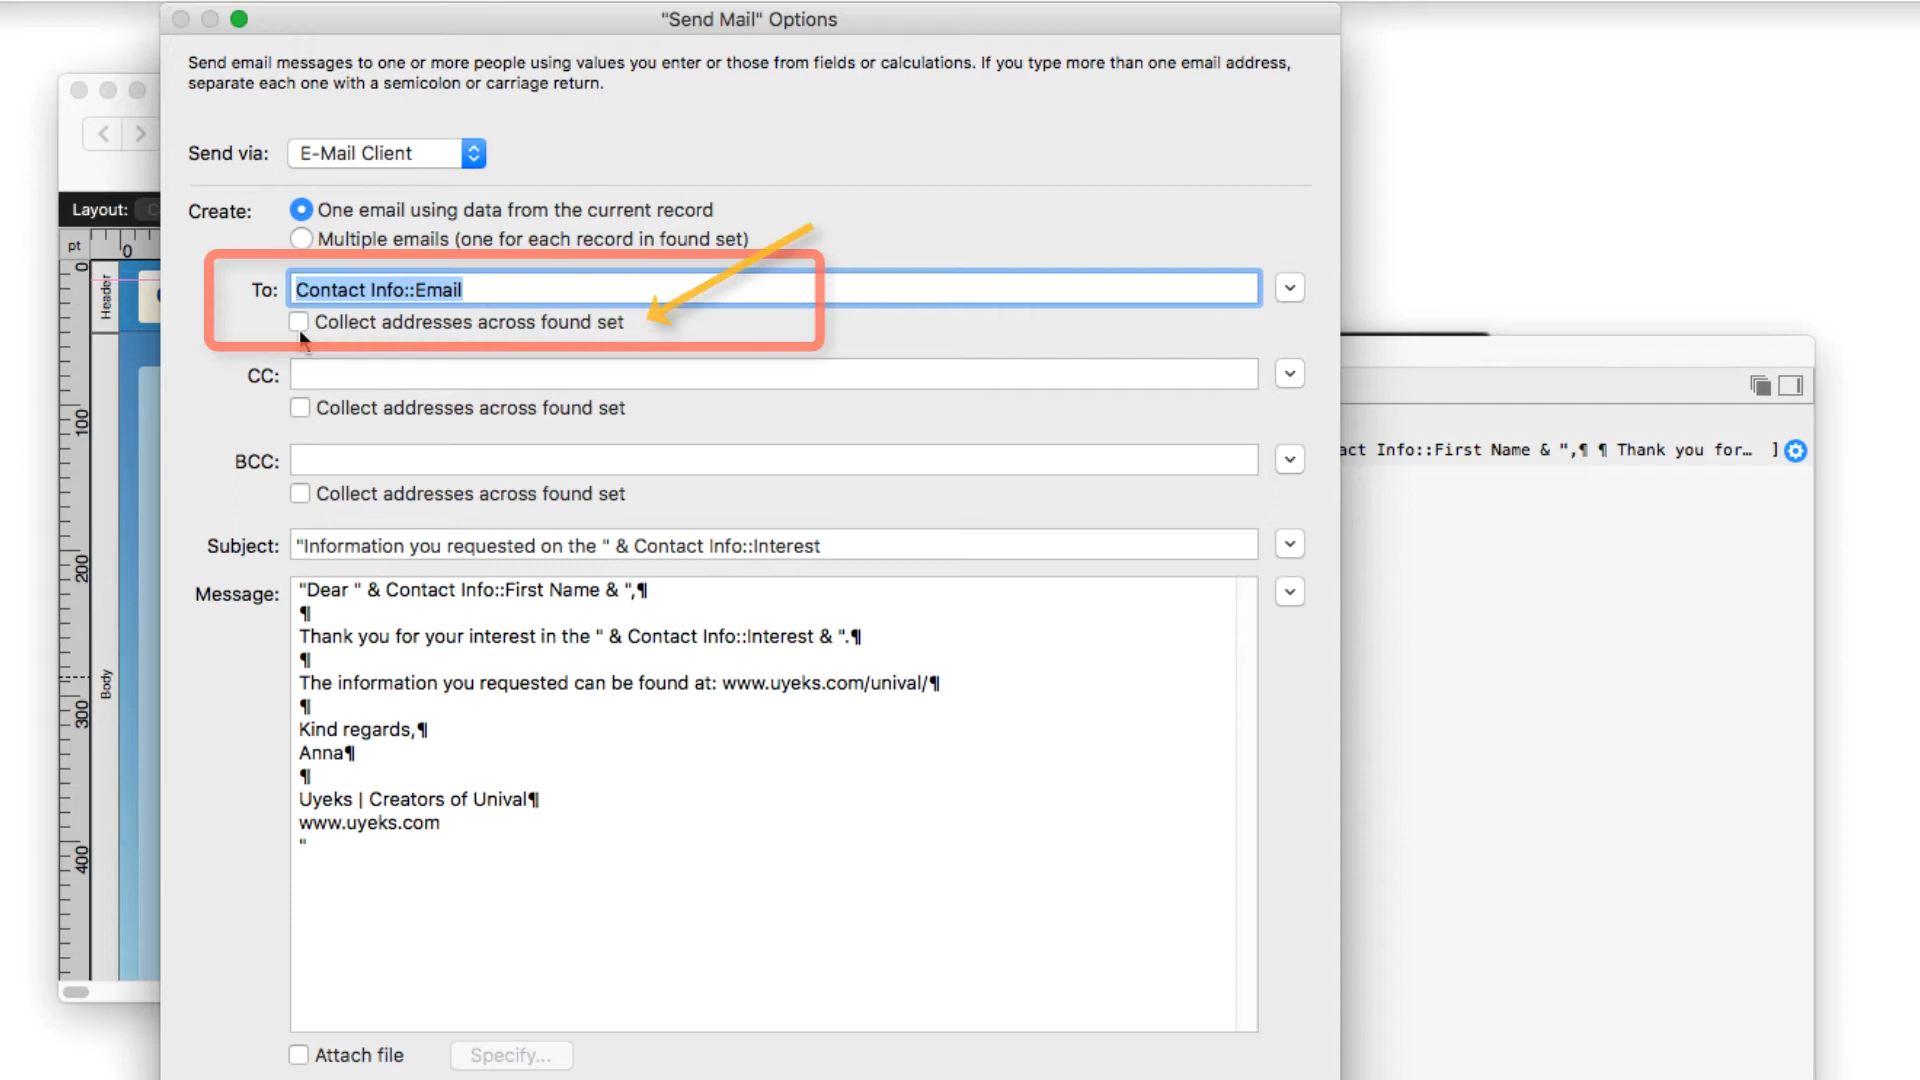 "Send Mail" Options
Send email messages to one or more people using values you enter or those from fields or calculations. If you type more than one email address,
separate each one with a semicolon or carriage return.
Send via: E-Mail Client
Layout:
Create: One email using data from the current record
Multiple emails (one for each record in found set)
pt 0
0
Header
To: Contact Info::Email
Collect addresses across found set
CC:
Collect addresses across found set
100
BCC:
Collect addresses across found set
act Info::First Name & ",¶ ¶ Thank you for… ]
Subject: "Information you requested on the " & Contact Info::Interest
200
Message: "Dear " & Contact Info::First Name & ",¶
¶
Thank you for your interest in the " & Contact Info::Interest & ".¶
¶
The information you requested can be found at: www.uyeks.com/unival/¶
Body
¶
300
Kind regards,¶
Anna¶
¶
Uyeks | Creators of Unival¶
www.uyeks.com
"
400
Attach file Specify...